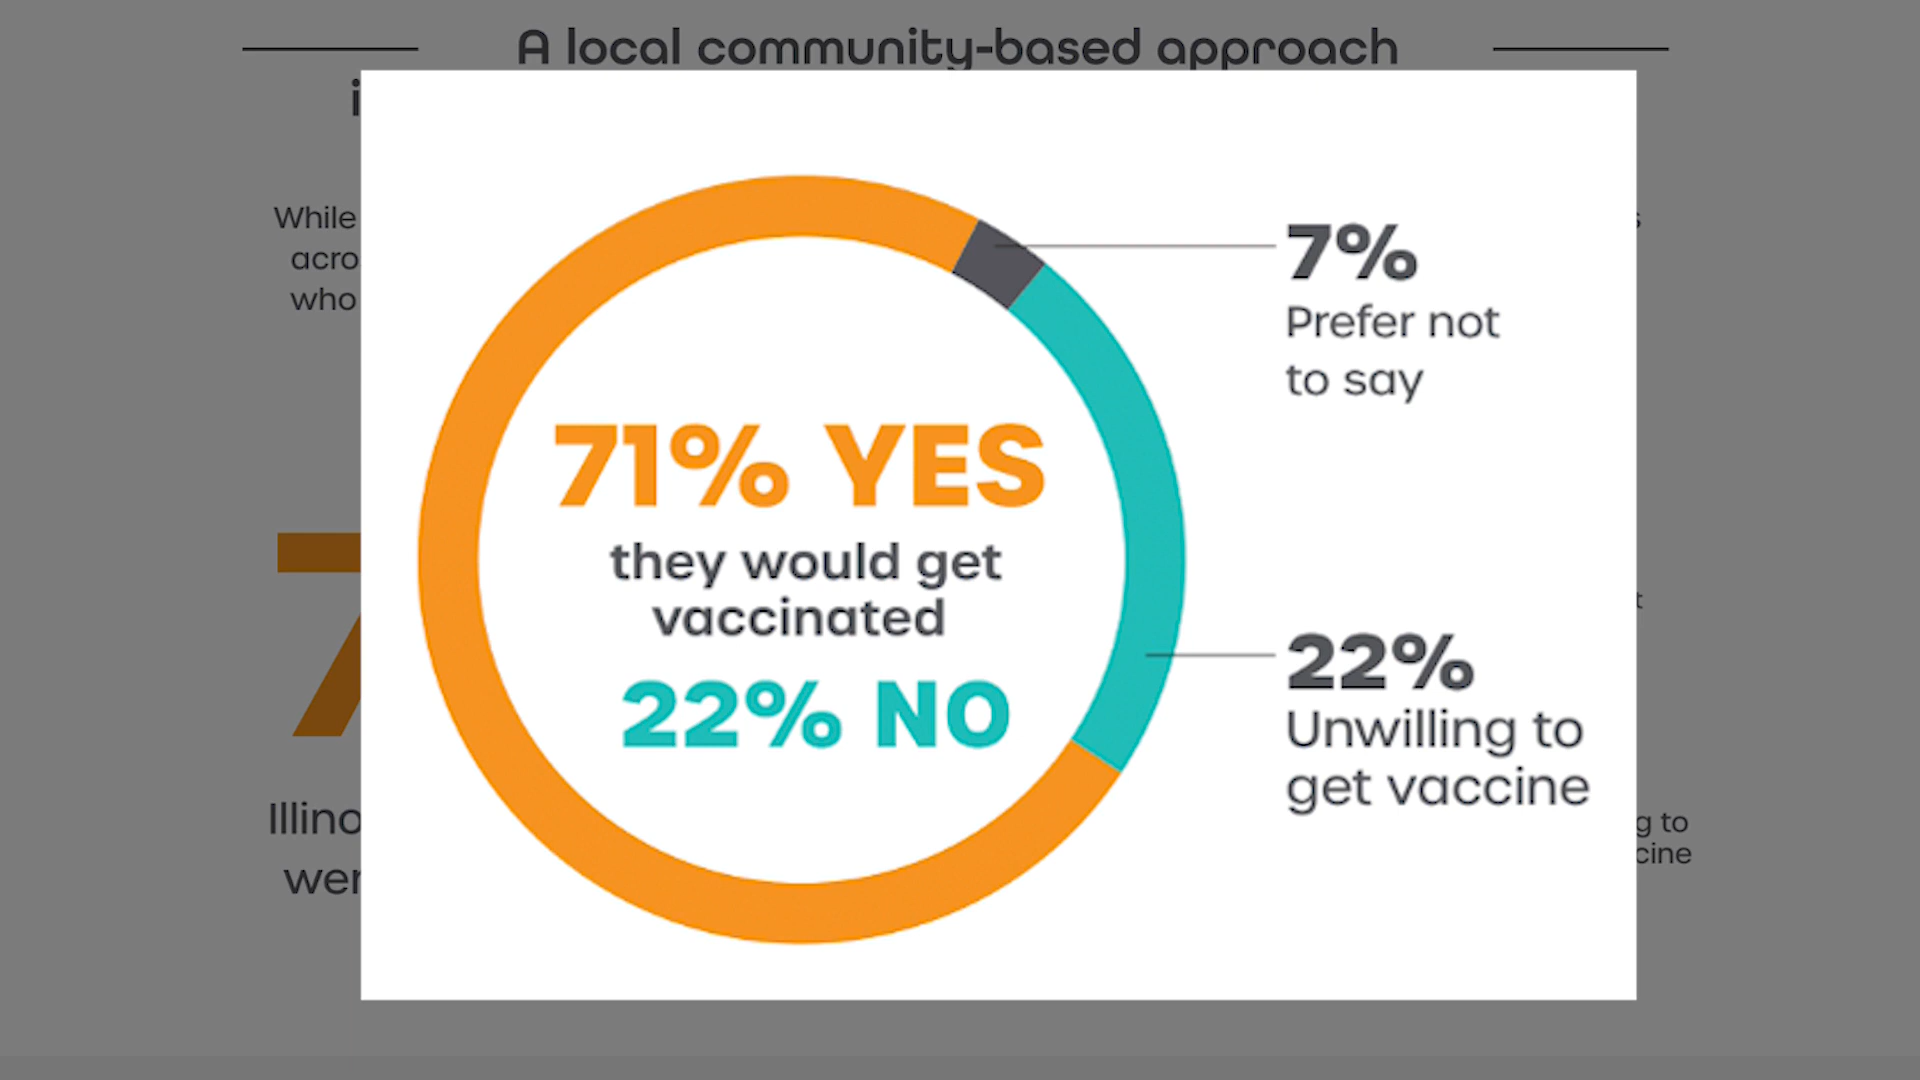 A local community-based approach
While
acro
who
7%
Prefer not
to say
71% YES
they would get
vaccinated
22% NO
22%
Unwilling to
get vaccine
7
Illino
wer
g to
cine